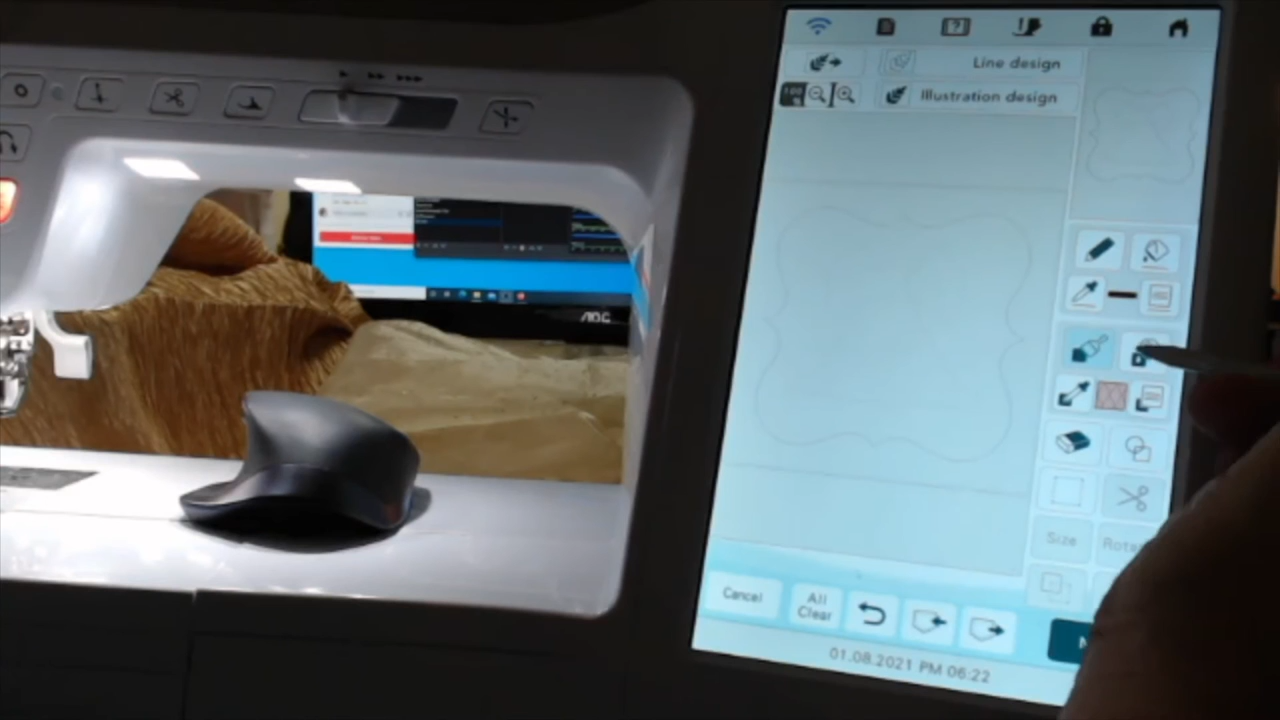 Line design
Illustration design
AOC
Size
Cancel
All
Clear
01.08.2021 PM 06:22